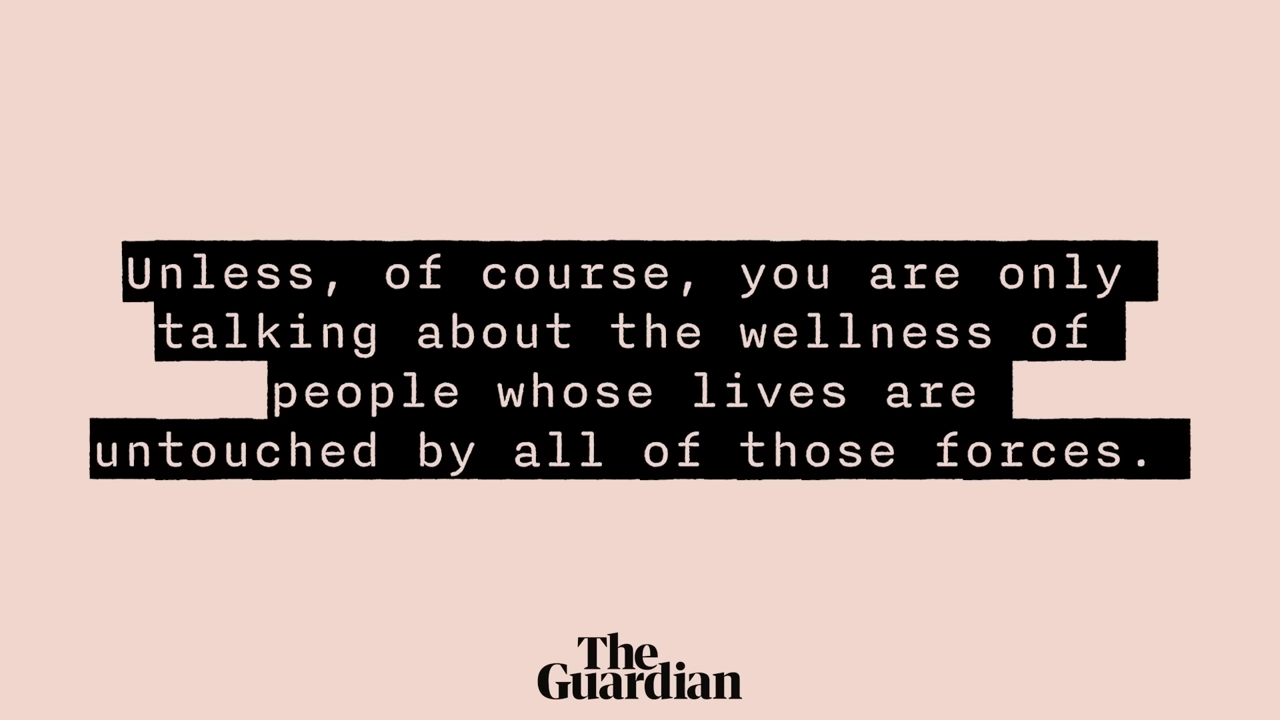 Unless, of course, you are only
talking about the wellness of
people whose lives are
untouched by all of those forces.
The
Guardian